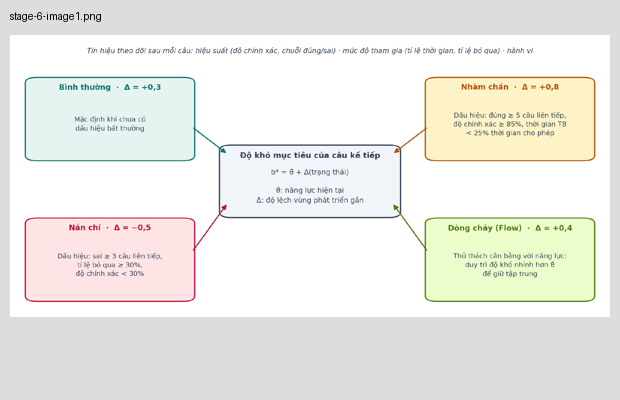 stage-6-image1.png
Tín hiệu theo dõi sau mỗi câu: hiệu suất (độ chính xác, chuỗi đúng/sai) · mức độ tham gia (tỉ lệ thời gian, tỉ lệ bỏ qua) · hành vi
Bình thường · Δ = +0,3
Mặc định khi chưa có
dấu hiệu bất thường
Nhàm chán · Δ = +0,8
Dấu hiệu: đúng ≥ 5 câu liên tiếp,
độ chính xác ≥ 85%, thời gian TB
< 25% thời gian cho phép
Độ khó mục tiêu của câu kế tiếp
b* = θ + Δ(trạng thái)
θ: năng lực hiện tại
Δ: độ lệch vùng phát triển gần
Nản chí · Δ = −0,5
Dấu hiệu: sai ≥ 3 câu liên tiếp,
tỉ lệ bỏ qua ≥ 30%,
độ chính xác < 30%
Dòng chảy (Flow) · Δ = +0,4
Thử thách cân bằng với năng lực:
duy trì độ khó nhỉnh hơn θ
để giữ tập trung